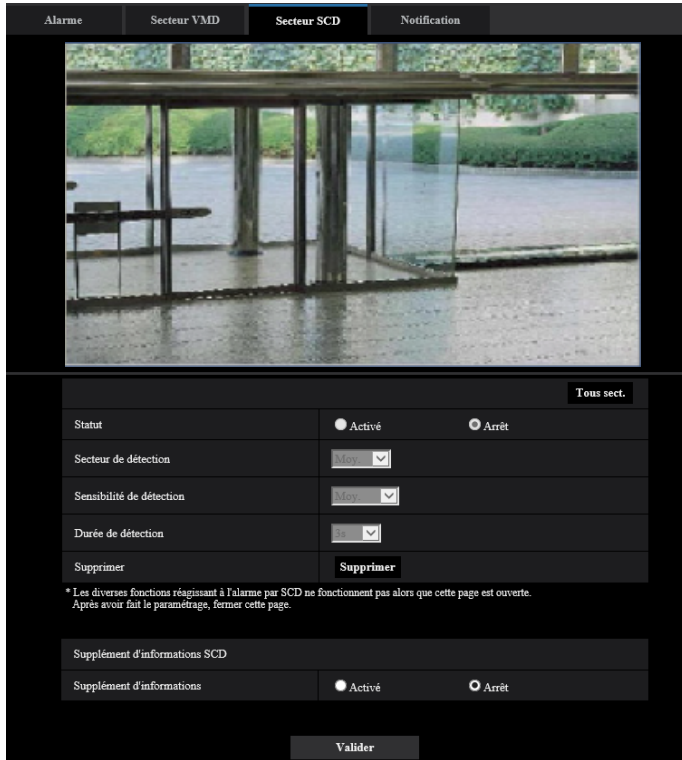 Alarme
Secteur VMD
Secteur SCD
Notification
Tous sect.
Statut
Activé
Arrêt
Secteur de détection
Moy.
Sensibilité de détection
Moy.
Durée de détection
3s
Supprimer
Supprimer
* Les diverses fonctions réagissant à l'alarme par SCD ne fonctionnent pas alors que cette page est ouverte.
Après avoir fait le paramétrage, fermer cette page.
Supplément d'informations SCD
Supplément d'informations
Activé
Arrêt
Valider